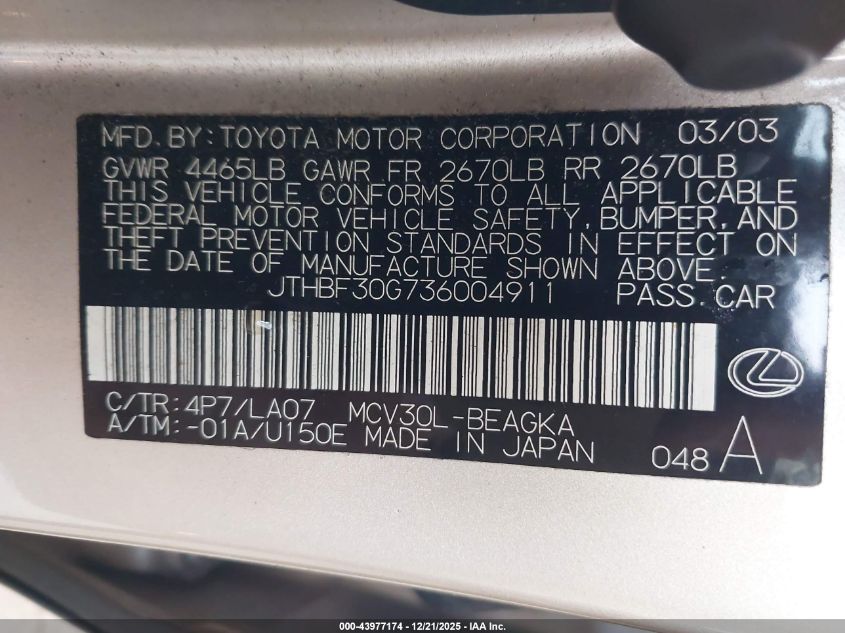 MFD. BY: TOYOTA MOTOR CORPORATION 03/03
GVWR 4465LB GAWR FR 2670LB RR 2670LB
THIS VEHICLE CONFORMS TO ALL APPLICABLE
FEDERAL MOTOR VEHICLE SAFETY, BUMPER, AND
THEFT PREVENTION STANDARDS IN EFFECT ON
THE DATE OF MANUFACTURE SHOWN ABOVE.
JTHBF30G736004911 PASS. CAR
C/TR: 4P7/LA07 MCV30L-BEAGKA
A/TM: -01A/U150E MADE IN JAPAN
048 A
000-43977174 - 12/21/2025 - IAA Inc.